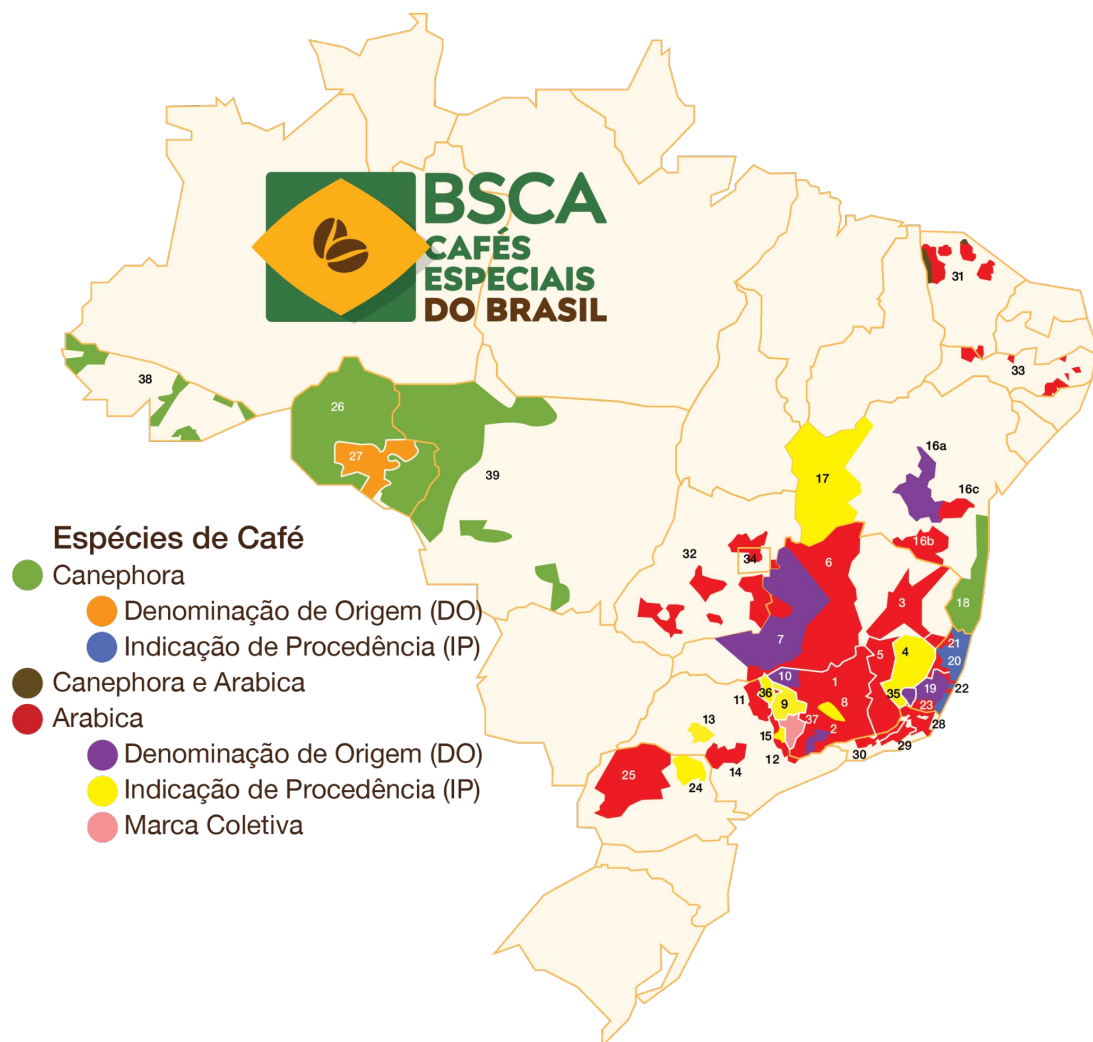 BSCA
CAFÉS
ESPECIAIS
DO BRASIL
31
33
38
26
27
39
17
16a
16c
16b
32
34
6
3
18
7
5
4
21
20
10
1
19
22
36
11
9
8
35
23
37
28
13
2
15
29
30
12
14
25
24
Espécies de Café
Canephora
Denominação de Origem (DO)
Indicação de Procedência (IP)
Canephora e Arabica
Arabica
Denominação de Origem (DO)
Indicação de Procedência (IP)
Marca Coletiva